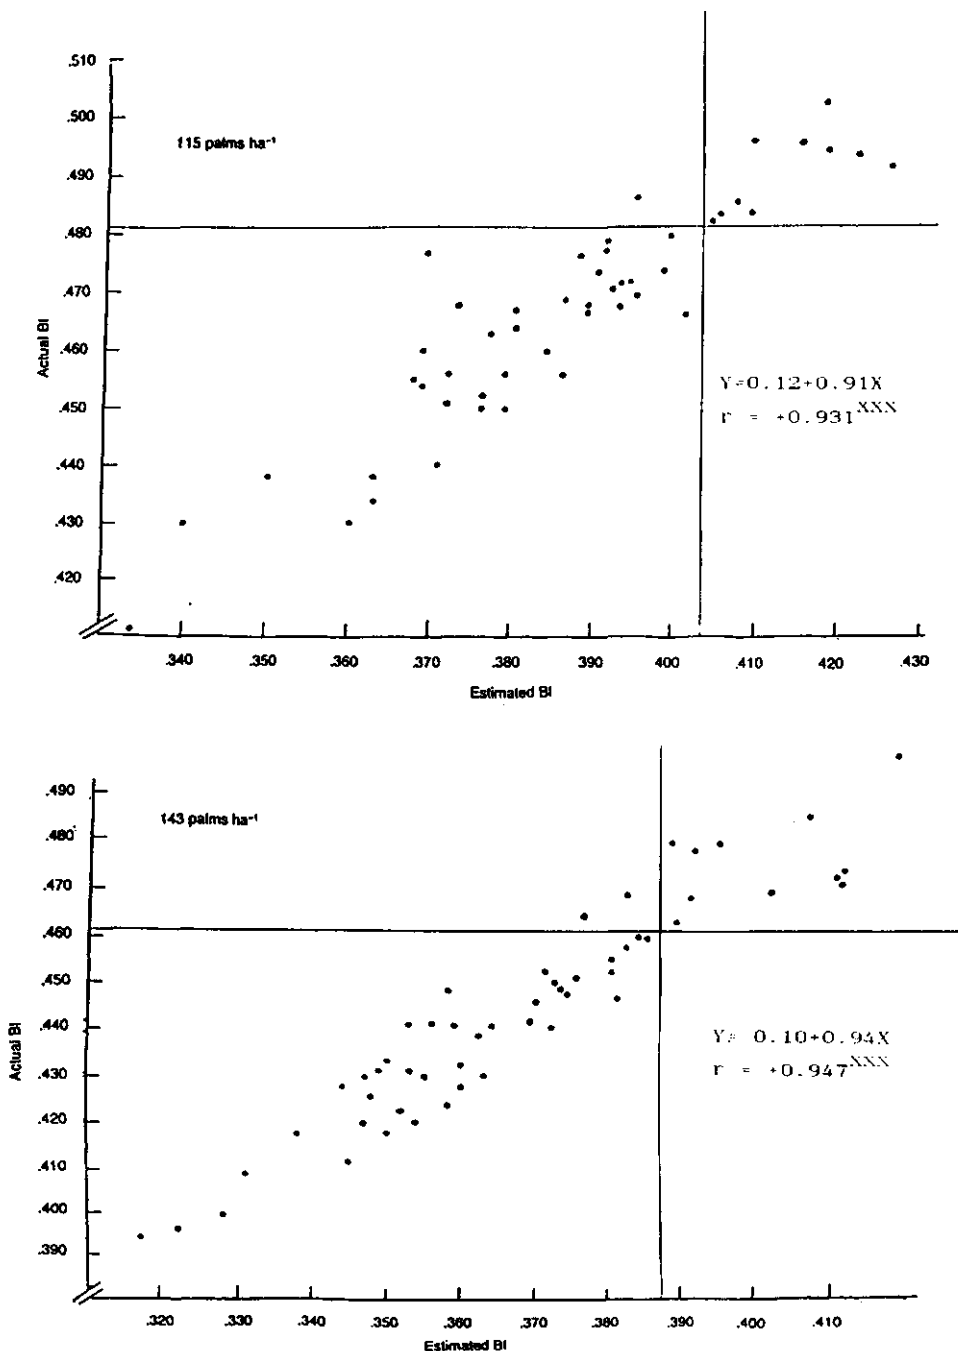 .510
.500
115 palms ha⁻¹
.490
.480
.470
Actual BI
.460
.450
.440
.430
.420
Y=0.12+0.91X
r = +0.931XXX
.340 .350 .360 .370 .380 .390 .400 .410 .420 .430
Estimated BI
.490
143 palms ha⁻¹
.480
.470
.460
.450
.440
Actual BI
.430
.420
.410
.400
.390
Y= 0.10+0.94X
r = +0.947XXX
.320 .330 .340 .350 .360 .370 .380 .390 .400 .410
Estimated BI